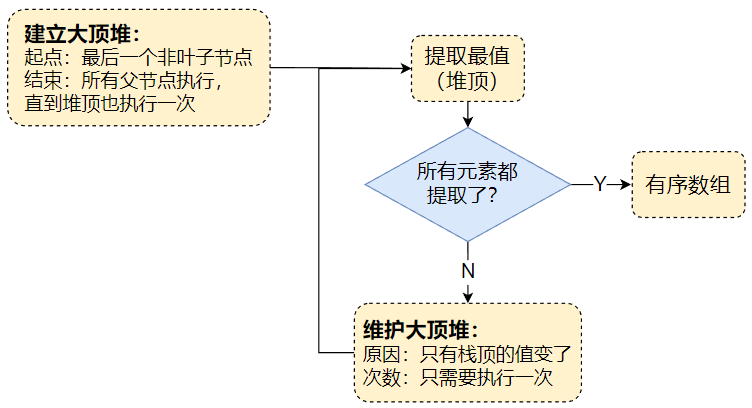 建立大顶堆：
起点：最后一个非叶子节点
结束：所有父节点执行，
直到堆顶也执行一次
提取最值
（堆顶）
所有元素都
提取了？
Y
有序数组
N
维护大顶堆：
原因：只有栈顶的值变了
次数：只需要执行一次